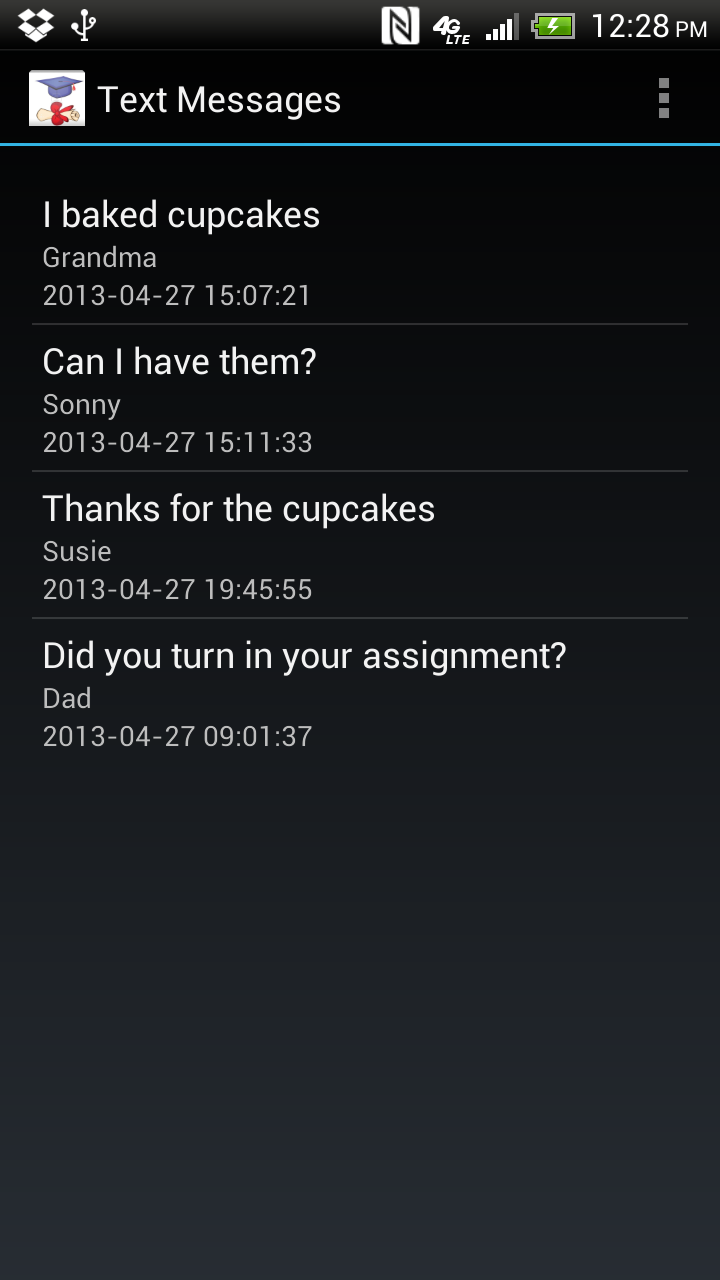 4G LTE 12:28 PM
Text Messages
I baked cupcakes
Grandma
2013-04-27 15:07:21
Can I have them?
Sonny
2013-04-27 15:11:33
Thanks for the cupcakes
Susie
2013-04-27 19:45:55
Did you turn in your assignment?
Dad
2013-04-27 09:01:37